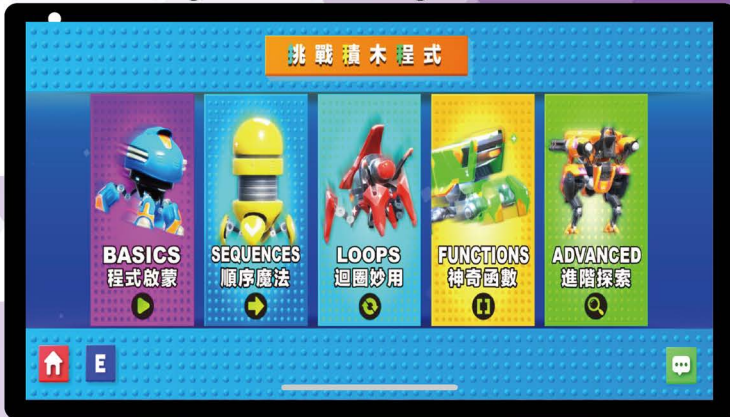 挑戰積木程式
BASICS
程式啟蒙
SEQUENCES
順序魔法
LOOPS
迴圈妙用
FUNCTIONS
神奇函數
ADVANCED
進階探索
E